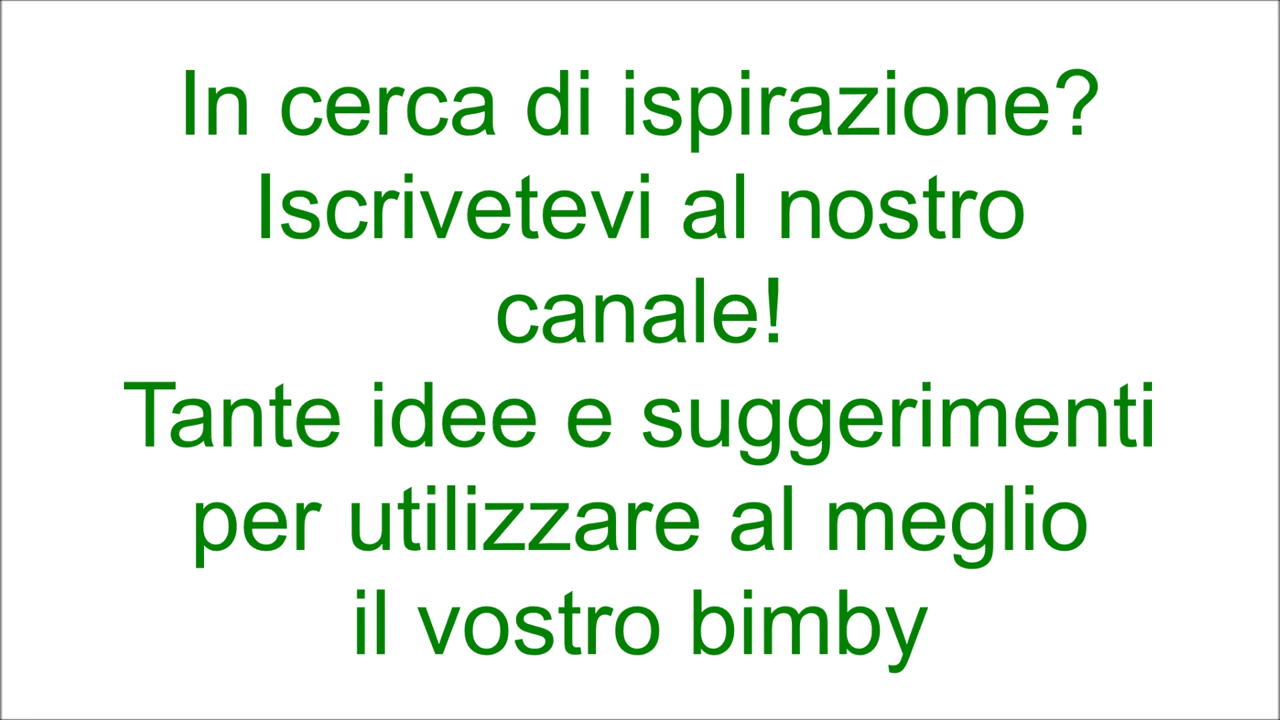 In cerca di ispirazione?
Iscrivetevi al nostro
canale!
Tante idee e suggerimenti
per utilizzare al meglio
il vostro bimby